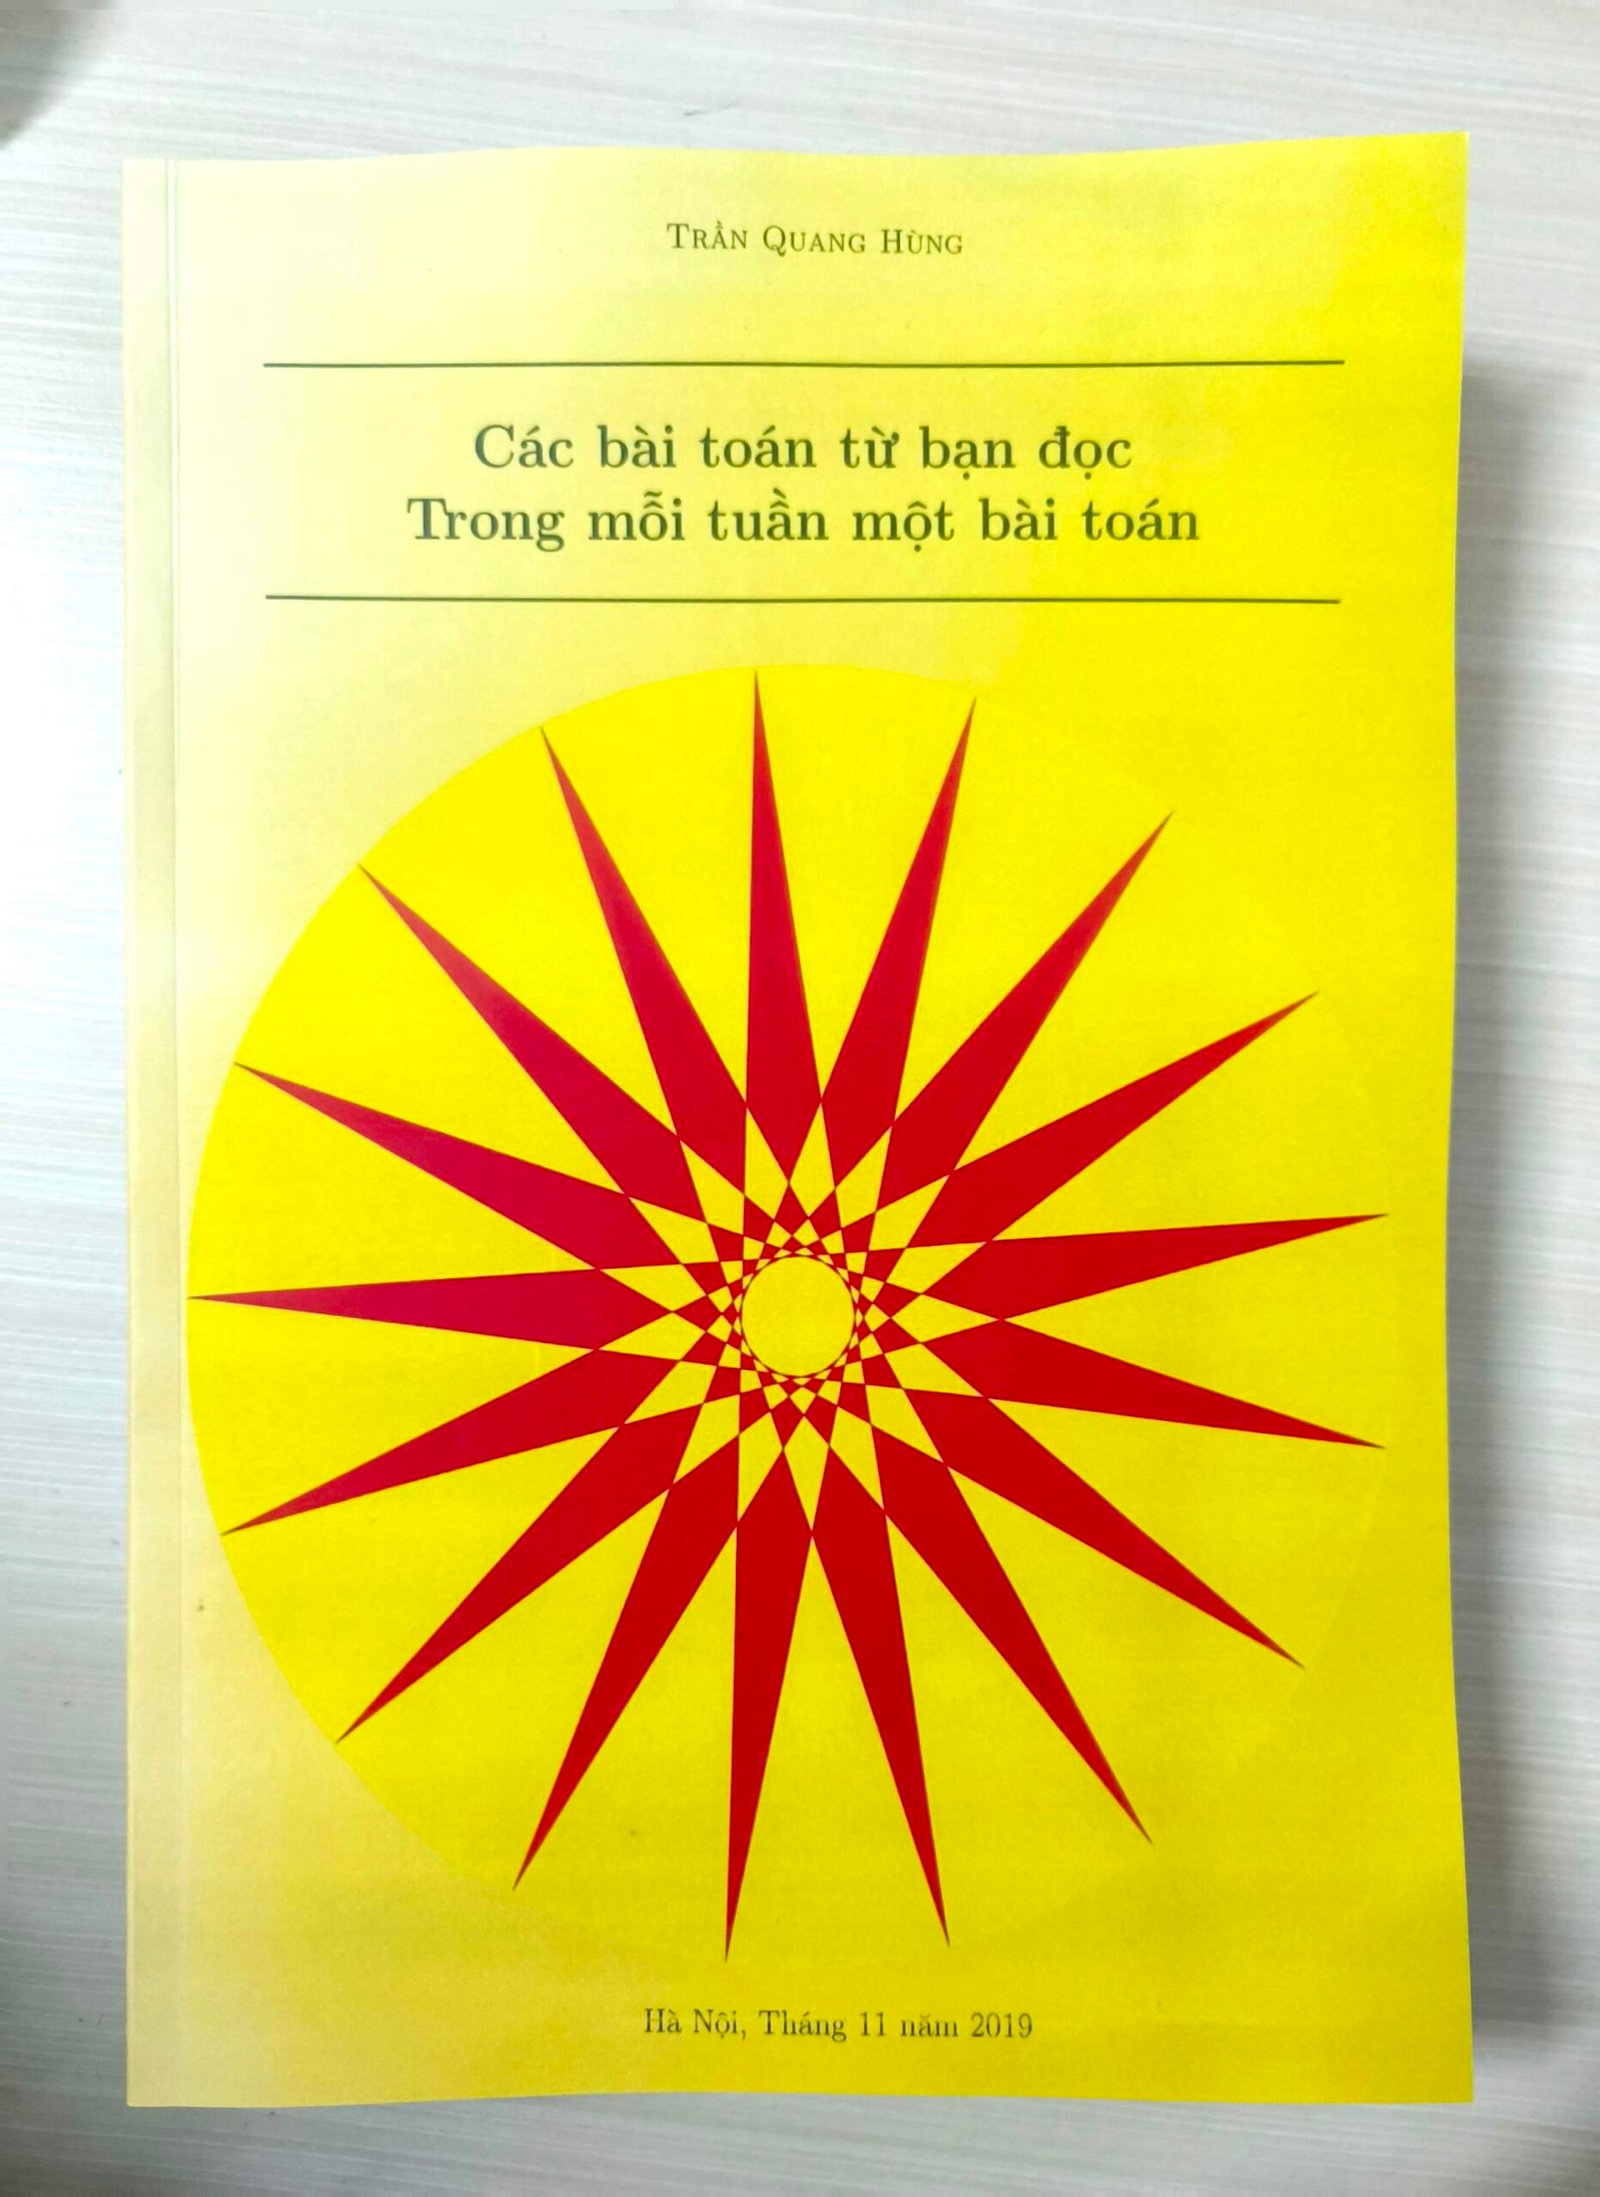 Trần Quang Hùng
Các bài toán từ bạn đọc
Trong mỗi tuần một bài toán
Hà Nội, Tháng 11 năm 2019